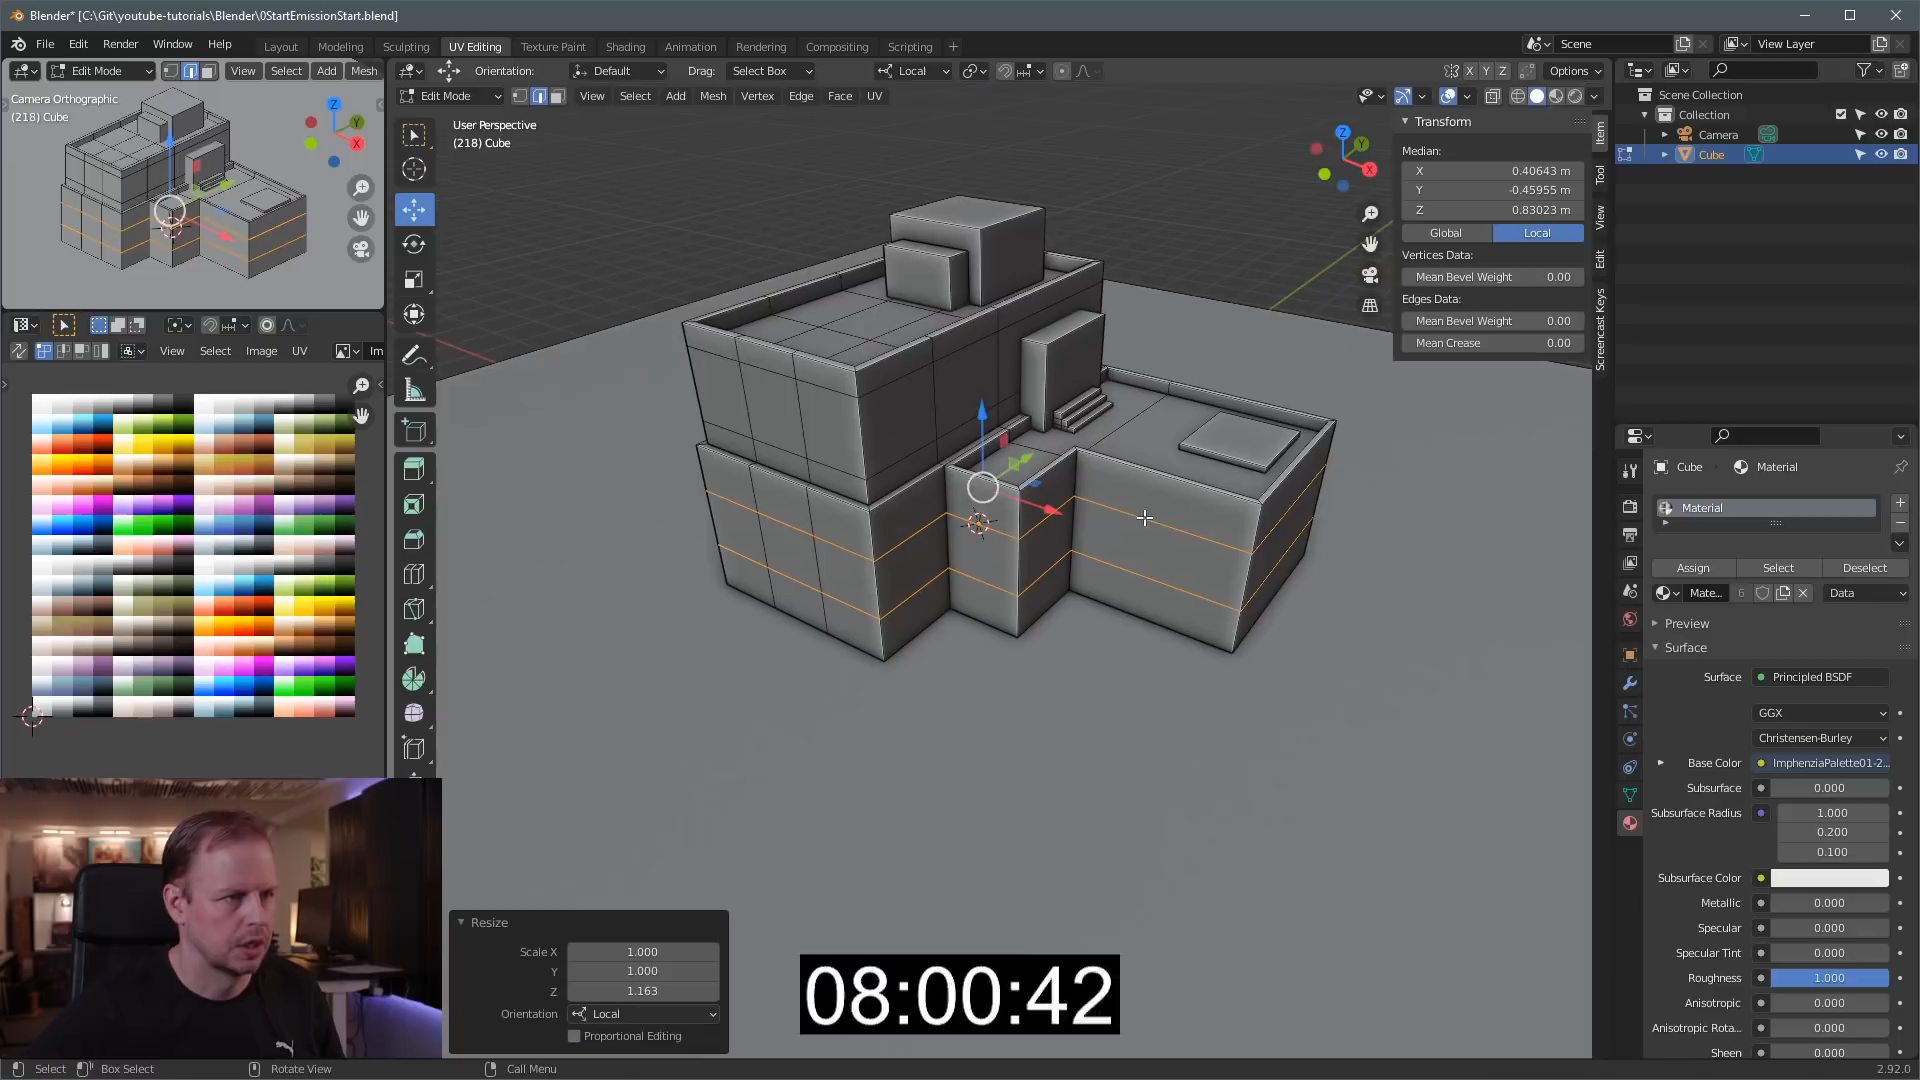 Blender* [C:\Git\youtube-tutorials\Blender\0StartEmissionStart.blend]
File Edit Render Window Help
Layout Modeling Sculpting UV Editing Texture Paint Shading Animation Rendering Compositing Scripting +
Scene
View Layer
Edit Mode View Select Add Mesh
Orientation: Default Drag: Select Box Local X Y Z Options
Edit Mode View Select Add Mesh Vertex Edge Face UV
Camera Orthographic
(218) Cube
Z
Y
X
User Perspective
(218) Cube
Z
Y
X
Transform
Median:
X 0.40643 m
Y -0.45955 m
Z 0.83023 m
Global Local
Vertices Data:
Mean Bevel Weight 0.00
Edges Data:
Mean Bevel Weight 0.00
Mean Crease 0.00
Item
Tool
View
Edit
Screencast Keys
Scene Collection
Collection
Camera
Cube
View Select Image UV Im
Cube Material
Material
Assign Select Deselect
Mate... 6 Data
Preview
Surface
Surface Principled BSDF
GGX
Christensen-Burley
Base Color ImphenziaPalette01-2...
Subsurface 0.000
Subsurface Radius 1.000
0.200
0.100
Subsurface Color
Metallic 0.000
Specular 0.000
Specular Tint 0.000
Roughness 1.000
Anisotropic 0.000
Anisotropic Rota... 0.000
Sheen 0.000
Resize
Scale X 1.000
Y 1.000
Z 1.163
Orientation Local
Proportional Editing
08:00:42
Select Box Select Rotate View Call Menu
2.92.0